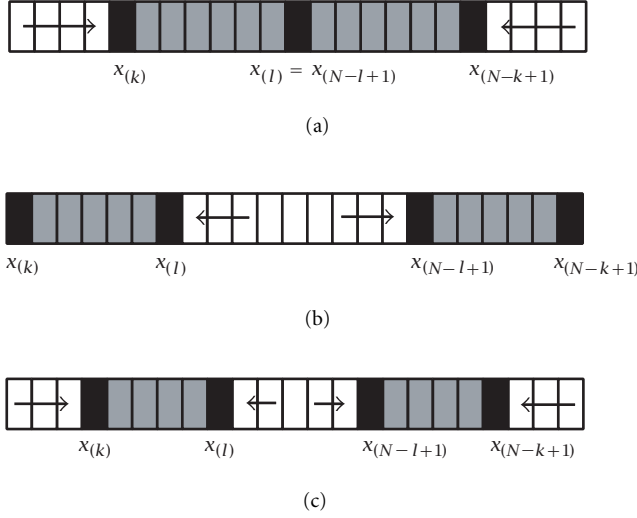 x(k) x(l) = x(N−l+1) x(N−k+1)
(a)
x(k) x(l) x(N−l+1) x(N−k+1)
(b)
x(k) x(l) x(N−l+1) x(N−k+1)
(c)